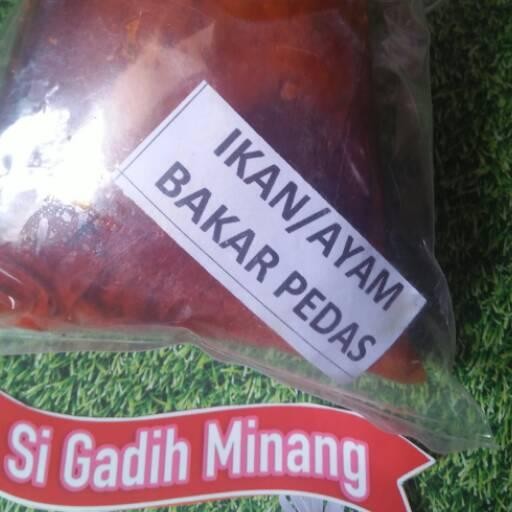 IKAN/AYAM
BAKAR PEDAS
Si Gadih Minang